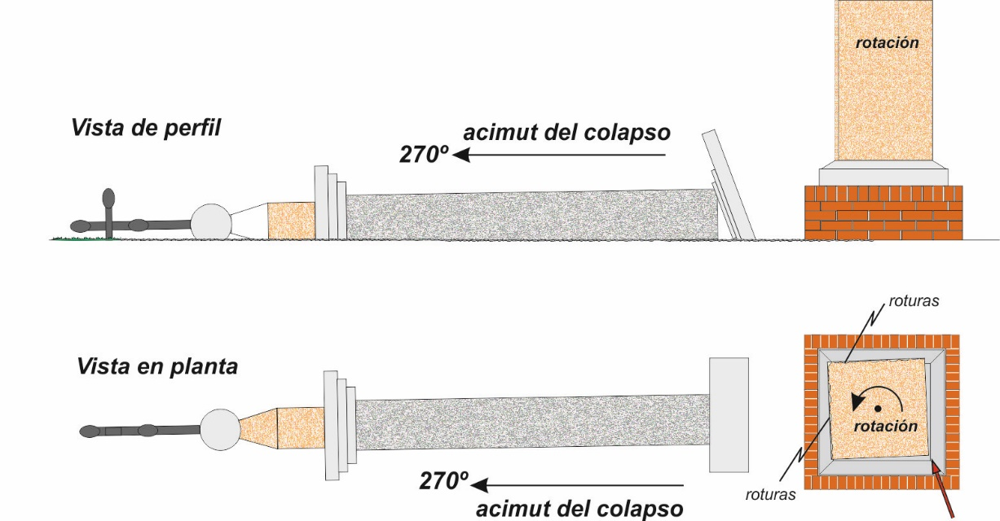 rotación
Vista de perfil
acimut del colapso
270º
roturas
Vista en planta
rotación
270º
roturas
acimut del colapso